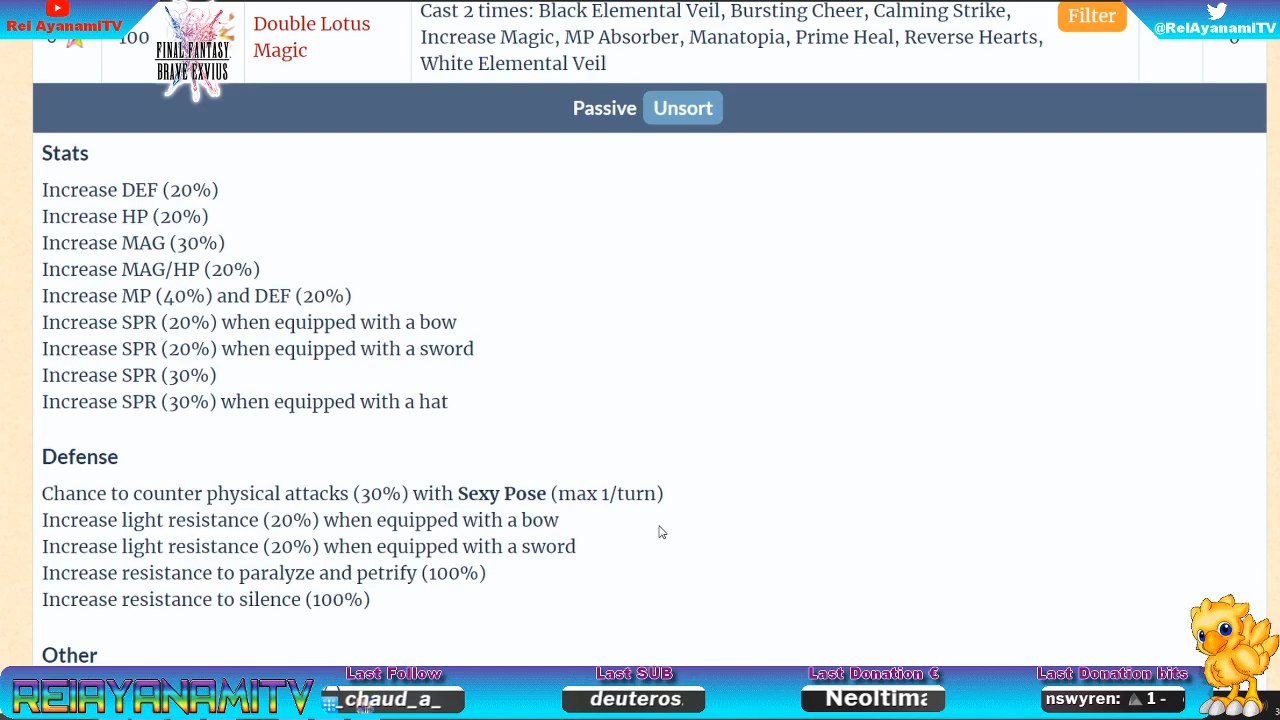 Rei AyanamiTV
100
FINAL FANTASY
BRAVE EXVIUS
Double Lotus
Magic
Cast 2 times: Black Elemental Veil, Bursting Cheer, Calming Strike,
Increase Magic, MP Absorber, Manatopia, Prime Heal, Reverse Hearts,
White Elemental Veil
Filter
@ReiAyanamITV
Passive Unsort
Stats
Increase DEF (20%)
Increase HP (20%)
Increase MAG (30%)
Increase MAG/HP (20%)
Increase MP (40%) and DEF (20%)
Increase SPR (20%) when equipped with a bow
Increase SPR (20%) when equipped with a sword
Increase SPR (30%)
Increase SPR (30%) when equipped with a hat
Defense
Chance to counter physical attacks (30%) with Sexy Pose (max 1/turn)
Increase light resistance (20%) when equipped with a bow
Increase light resistance (20%) when equipped with a sword
Increase resistance to paralyze and petrify (100%)
Increase resistance to silence (100%)
Other
Last Follow Last SUB Last Donation € Last Donation bits
REIAYANAMITV _chaud_a_ deuteros. Neoltima nswyren: 1 -